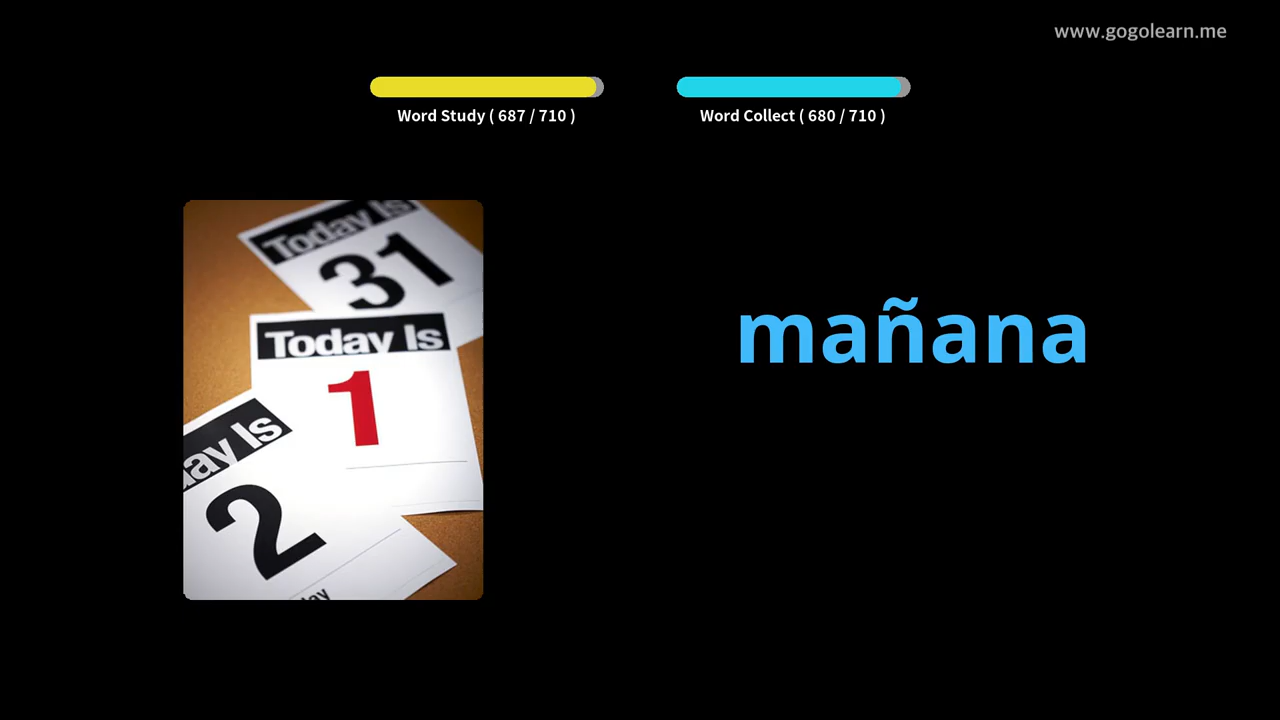 www.gogolearn.me
Word Study ( 687 / 710 )
Word Collect ( 680 / 710 )
Today Is
31
Today Is
1
mañana
ay Is
2